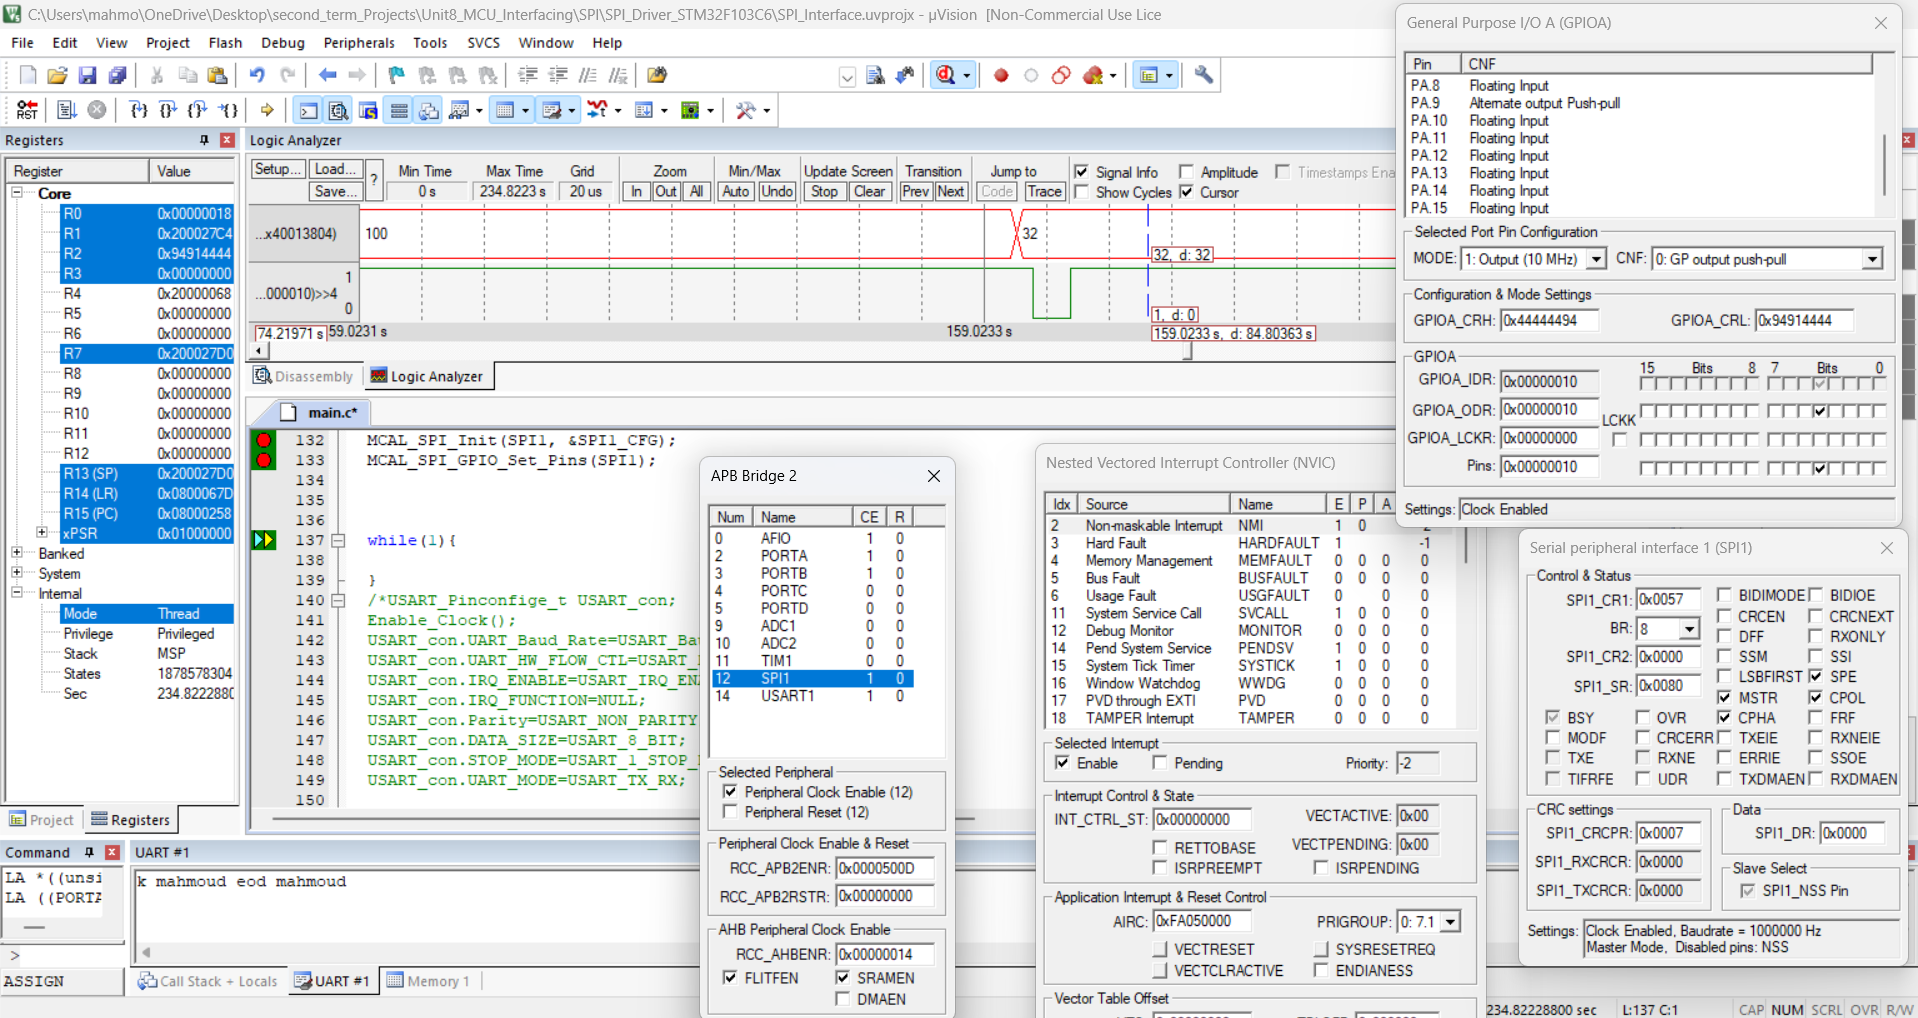 C:\Users\mahmo\OneDrive\Desktop\second_term_Projects\Unit8_MCU_Interfacing\SPI\SPI_Driver_STM32F103C6\SPI_Interface.uvprojx - µVision  [Non-Commercial Use Lice
File Edit View Project Flash Debug Peripherals Tools SVCS Window Help
RST
Registers
Register Value
Core
R0 0x00000018
R1 0x200027C4
R2 0x94914444
R3 0x00000000
R4 0x20000068
R5 0x00000000
R6 0x00000000
R7 0x200027D0
R8 0x00000000
R9 0x00000000
R10 0x00000000
R11 0x00000000
R12 0x00000000
R13 (SP) 0x200027D0
R14 (LR) 0x0800067D
R15 (PC) 0x08000258
xPSR 0x01000000
Banked
System
Internal
Mode Thread
Privilege Privileged
Stack MSP
States 1878578304
Sec 234.8222880
Project Registers
Logic Analyzer
Setup... Load... Save... ?
Min Time 0 s
Max Time 234.8223 s
Grid 20 us
Zoom In Out All
Min/Max Auto Undo
Update Screen Stop Clear
Transition Prev Next
Jump to Code Trace
Signal Info Amplitude Timestamps Ena
Show Cycles Cursor
...x40013804) 100 32
32, d: 32
1
...000010)>>4
0
1, d: 0
74.21971 s 59.0231 s 159.0233 s 159.0233 s, d: 84.80363 s
Disassembly Logic Analyzer
main.c*
132 MCAL_SPI_Init(SPI1, &SPI1_CFG);
133 MCAL_SPI_GPIO_Set_Pins(SPI1);
134
135
136
137 while(1){
138
139 }
140 /*USART_Pinconfige_t USART_con;
141 Enable_Clock();
142 USART_con.UART_Baud_Rate=USART_Bau
143 USART_con.UART_HW_FLOW_CTL=USART_
144 USART_con.IRQ_ENABLE=USART_IRQ_EN
145 USART_con.IRQ_FUNCTION=NULL;
146 USART_con.Parity=USART_NON_PARITY
147 USART_con.DATA_SIZE=USART_8_BIT;
148 USART_con.STOP_MODE=USART_1_STOP_
149 USART_con.UART_MODE=USART_TX_RX;
150
Command
LA *((unsi
LA ((PORTA
>
ASSIGN
UART #1
k mahmoud eod mahmoud
Call Stack + Locals UART #1 Memory 1
APB Bridge 2
Num Name CE R
0 AFIO 1 0
2 PORTA 1 0
3 PORTB 1 0
4 PORTC 0 0
5 PORTD 0 0
9 ADC1 0 0
10 ADC2 0 0
11 TIM1 0 0
12 SPI1 1 0
14 USART1 1 0
Selected Peripheral
Peripheral Clock Enable (12)
Peripheral Reset (12)
Peripheral Clock Enable & Reset
RCC_APB2ENR: 0x0000500D
RCC_APB2RSTR: 0x00000000
AHB Peripheral Clock Enable
RCC_AHBENR: 0x00000014
FLITFEN SRAMEN
DMAEN
Nested Vectored Interrupt Controller (NVIC)
Idx Source Name E P A
2 Non-maskable Interrupt NMI 1 0
3 Hard Fault HARDFAULT 1 -1
4 Memory Management MEMFAULT 0 0 0 0
5 Bus Fault BUSFAULT 0 0 0 0
6 Usage Fault USGFAULT 0 0 0
11 System Service Call SVCALL 1 0 0 0
12 Debug Monitor MONITOR 0 0 0 0
14 Pend System Service PENDSV 1 0 0 0
15 System Tick Timer SYSTICK 1 0 0 0
16 Window Watchdog WWDG 0 0 0 0
17 PVD through EXTI PVD 0 0 0 0
18 TAMPER Interrupt TAMPER 0 0 0 0
Selected Interrupt
Enable Pending Priority: -2
Interrupt Control & State
INT_CTRL_ST: 0x00000000 VECTACTIVE: 0x00
RETTOBASE VECTPENDING: 0x00
ISRPREEMPT ISRPENDING
Application Interrupt & Reset Control
AIRC: 0xFA050000 PRIGROUP: 0: 7.1
VECTRESET SYSRESETREQ
VECTCLRACTIVE ENDIANESS
Vector Table Offset
General Purpose I/O A (GPIOA)
Pin CNF
PA.8 Floating Input
PA.9 Alternate output Push-pull
PA.10 Floating Input
PA.11 Floating Input
PA.12 Floating Input
PA.13 Floating Input
PA.14 Floating Input
PA.15 Floating Input
Selected Port Pin Configuration
MODE: 1: Output (10 MHz) CNF: 0: GP output push-pull
Configuration & Mode Settings
GPIOA_CRH: 0x44444494 GPIOA_CRL: 0x94914444
GPIOA
15 Bits 8 7 Bits 0
GPIOA_IDR: 0x00000010
GPIOA_ODR: 0x00000010
LCKK
GPIOA_LCKR: 0x00000000
Pins: 0x00000010
Settings: Clock Enabled
Serial peripheral interface 1 (SPI1)
Control & Status
SPI1_CR1: 0x0057 BIDIMODE BIDIOE
CRCEN CRCNEXT
BR: 8 DFF RXONLY
SPI1_CR2: 0x0000 SSM SSI
LSBFIRST SPE
SPI1_SR: 0x0080 MSTR CPOL
BSY OVR CPHA FRF
MODF CRCERR TXEIE RXNEIE
TXE RXNE ERRIE SSOE
TIFRFE UDR TXDMAEN RXDMAEN
CRC settings
SPI1_CRCPR: 0x0007
SPI1_RXCRCR: 0x0000
SPI1_TXCRCR: 0x0000
Data
SPI1_DR: 0x0000
Slave Select
SPI1_NSS Pin
Settings: Clock Enabled, Baudrate = 1000000 Hz
Master Mode,  Disabled pins: NSS
234.82228800 sec L:137 C:1 CAP NUM SCRL OVR R/W